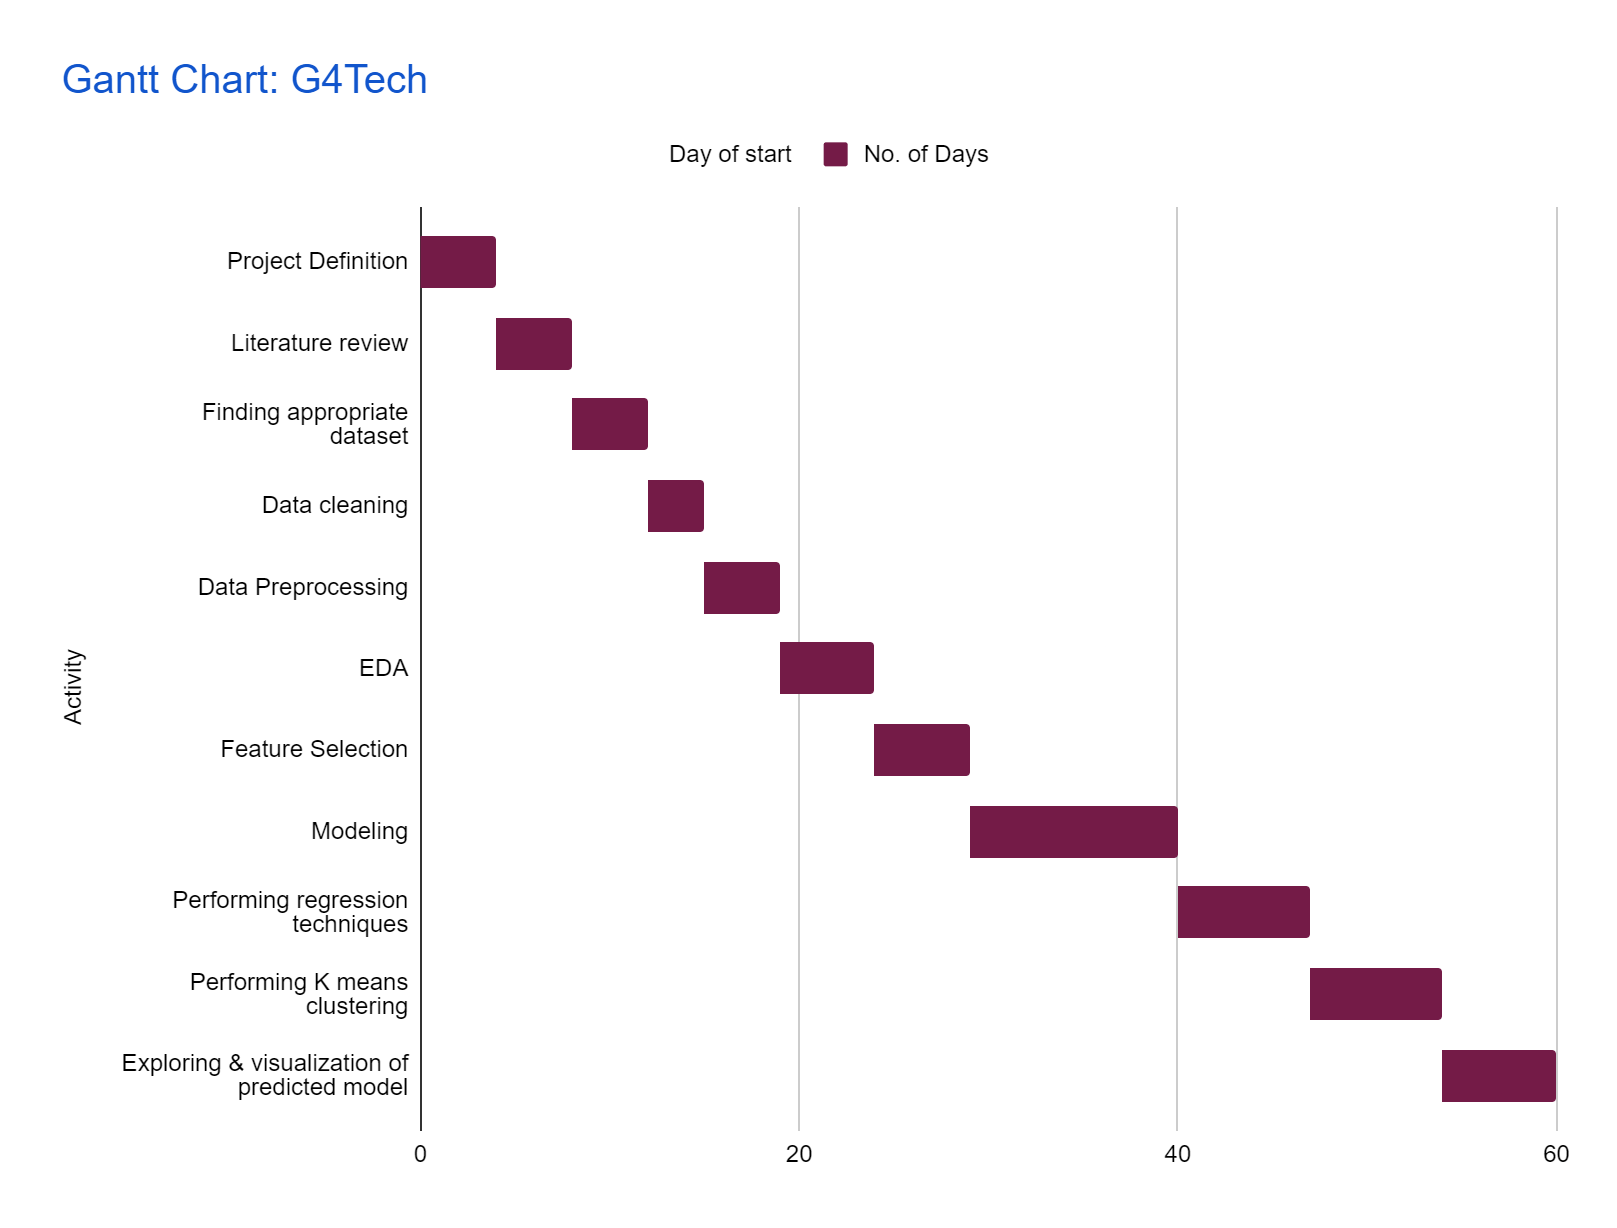 Gantt Chart: G4Tech
Day of start
No. of Days
Activity
Project Definition
Literature review
Finding appropriate
dataset
Data cleaning
Data Preprocessing
EDA
Feature Selection
Modeling
Performing regression
techniques
Performing K means
clustering
Exploring & visualization of
predicted model
0 20 40 60